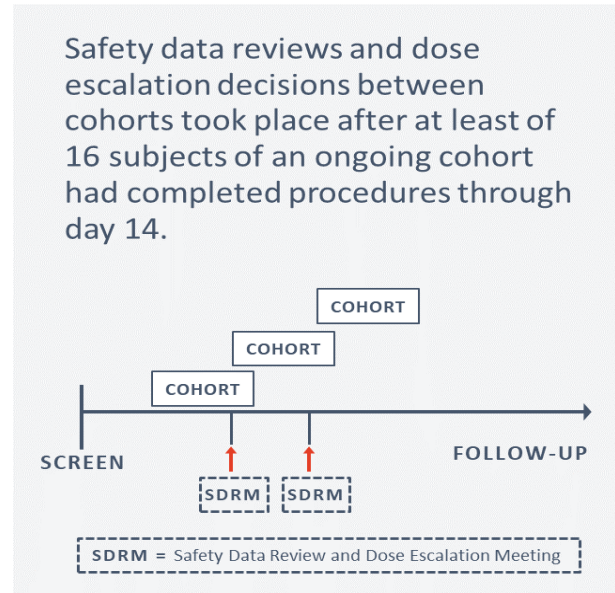 Safety data reviews and dose
escalation decisions between
cohorts took place after at least of
16 subjects of an ongoing cohort
had completed procedures through
day 14.
COHORT
COHORT
COHORT
SCREEN
FOLLOW-UP
SDRM SDRM
SDRM = Safety Data Review and Dose Escalation Meeting